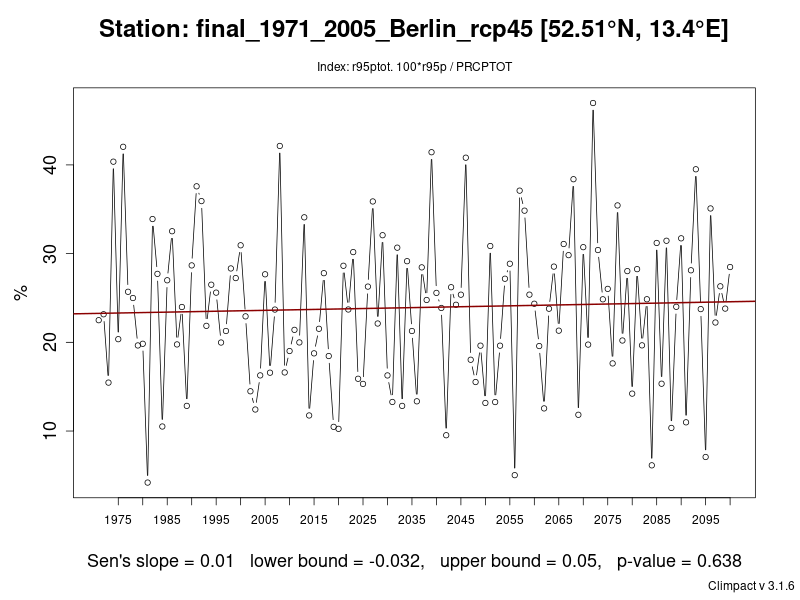 Station: final_1971_2005_Berlin_rcp45 [52.51°N, 13.4°E]
Index: r95ptot. 100*r95p / PRCPTOT
40
30
20
10
%
1975 1985 1995 2005 2015 2025 2035 2045 2055 2065 2075 2085 2095
Sen's slope = 0.01 lower bound = -0.032, upper bound = 0.05, p-value = 0.638
Climpact v 3.1.6